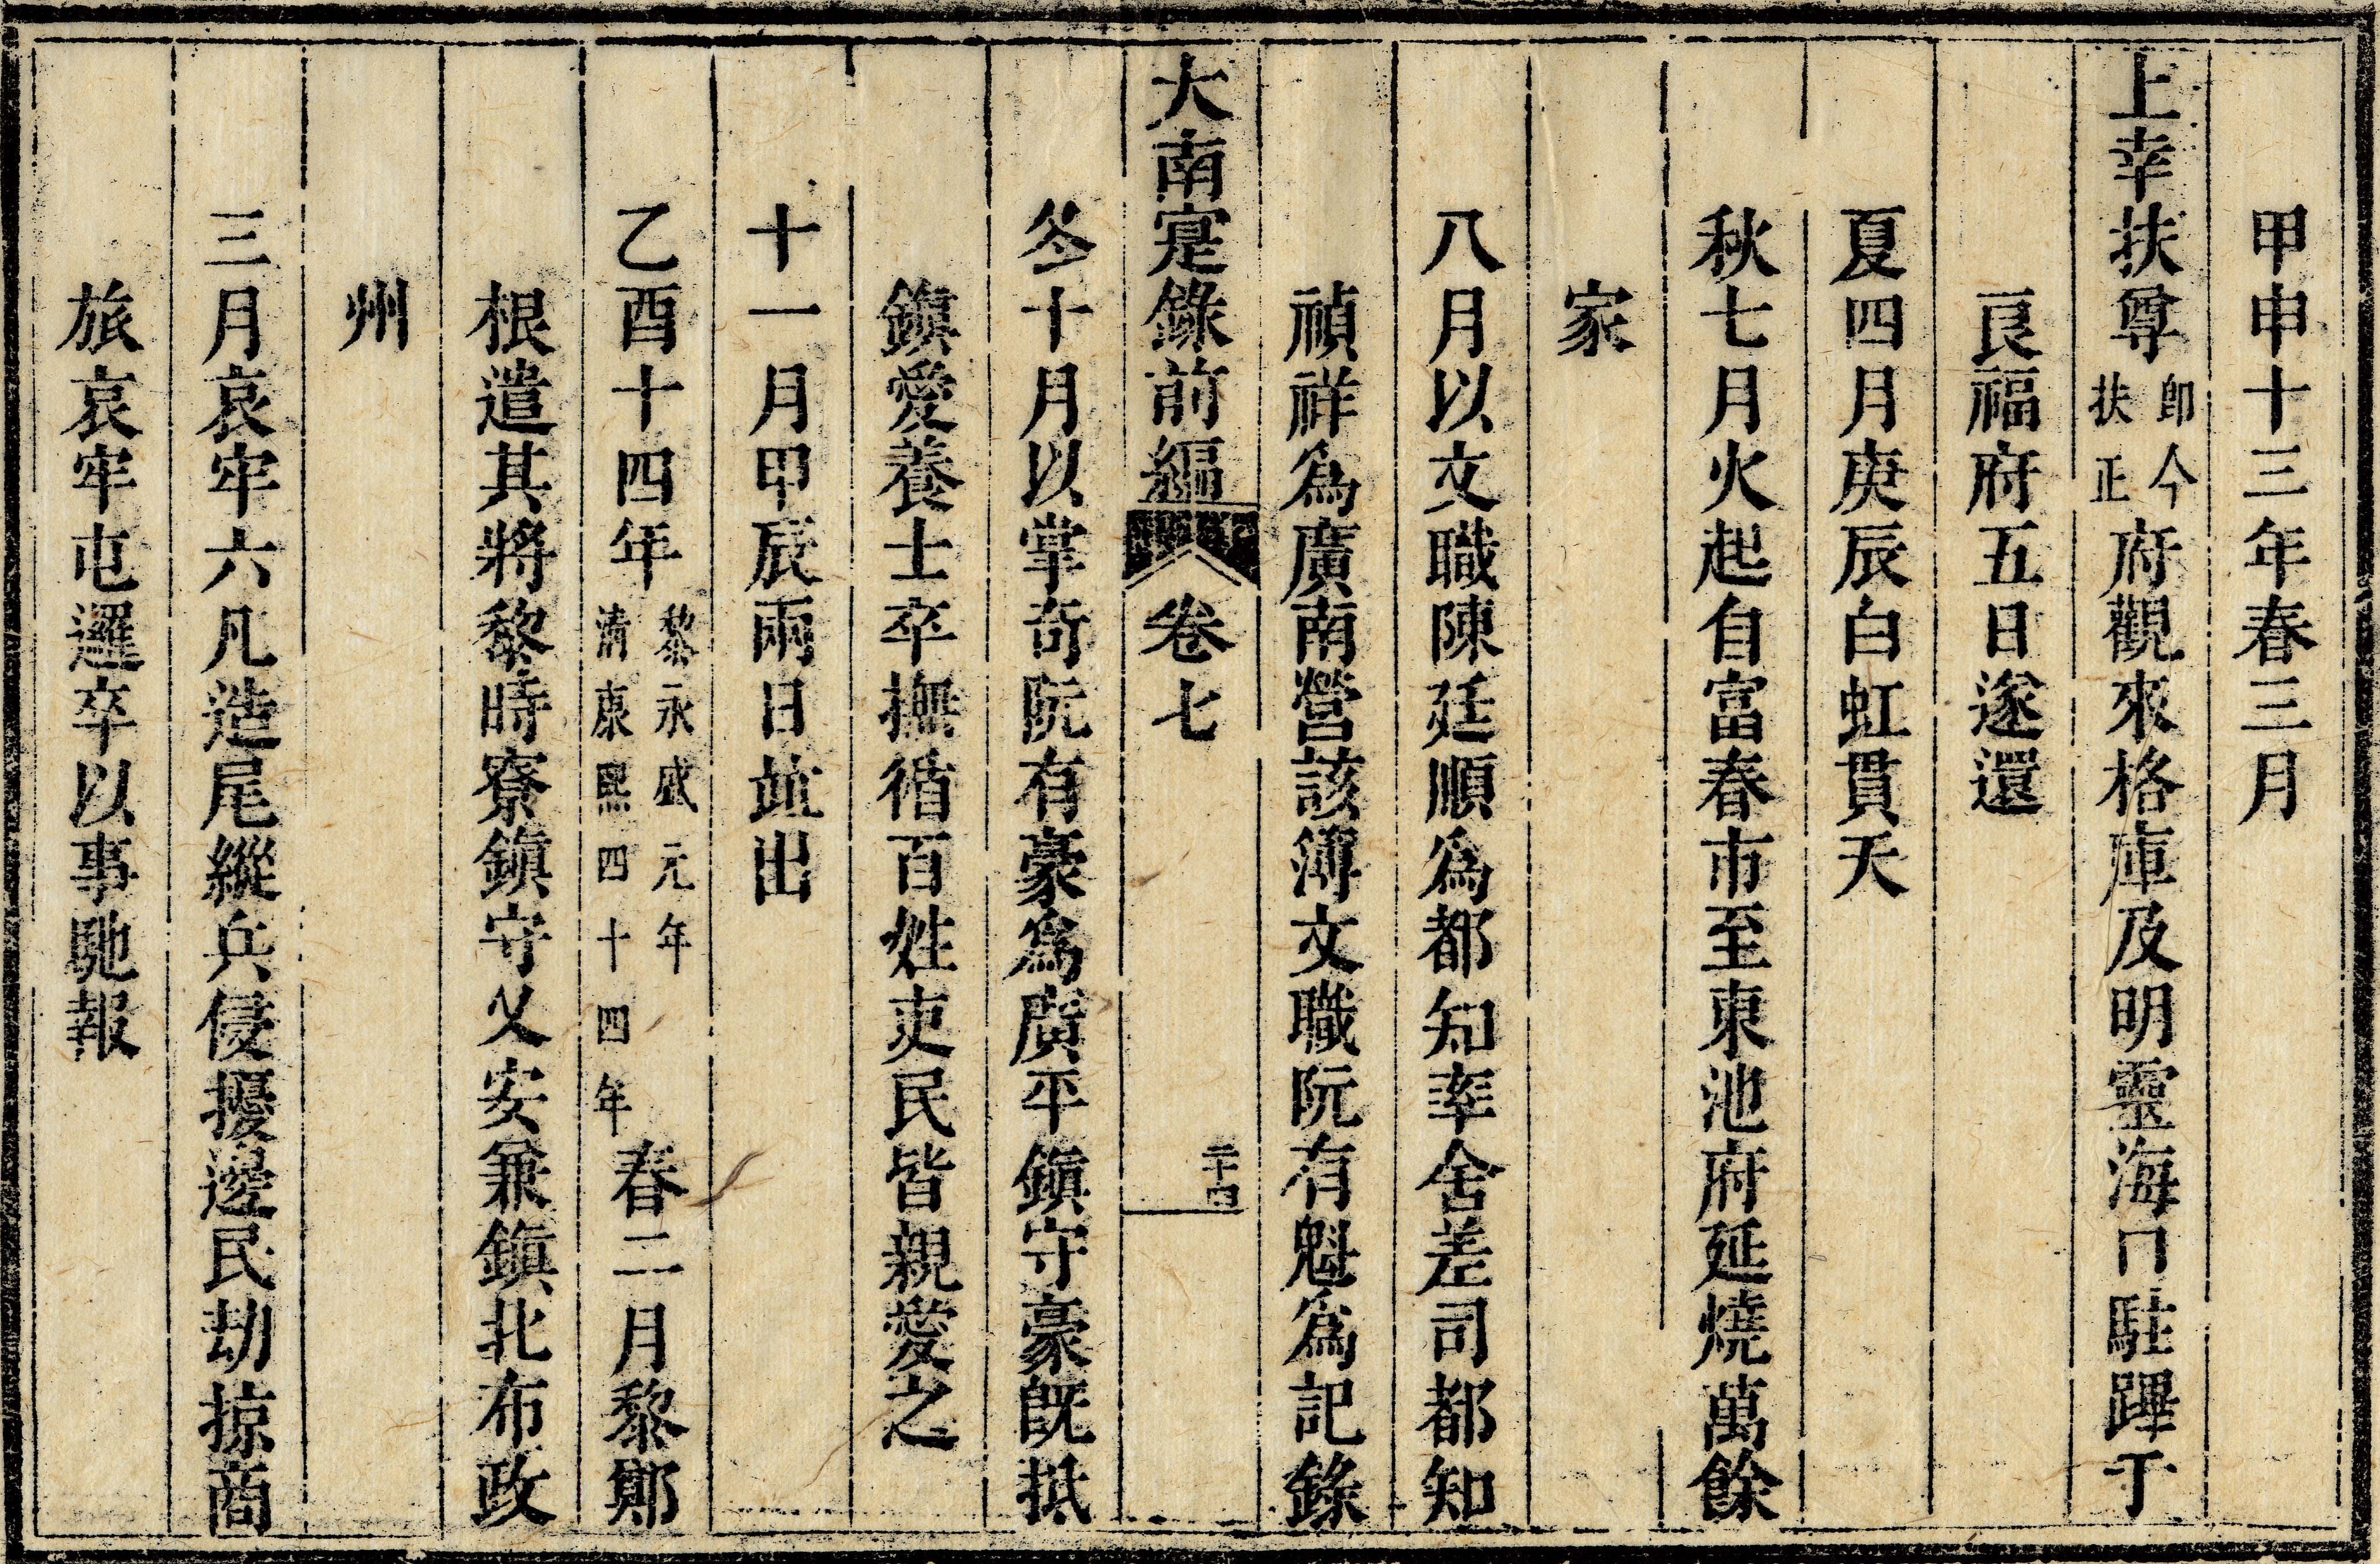 甲申十三年春三月
上幸扶尊卽今扶正府觀來格庫及明靈海口駐蹕于
良福府五日遂還
夏四月庚辰白虹貫天
秋七月火起自富春市至東池府延燒萬餘
家
八月以文職陳廷順爲都知率舍差司都知
禎祥爲廣南營該簿文職阮有魁爲記錄
大南寔錄前編 卷七 二十四
冬十月以掌奇阮有豪爲廣平鎮守豪旣抵
鎮愛養士卒撫循百姓吏民皆親愛之
十一月甲辰兩日竝出
乙酉十四年黎永盛元年清康熙四十四年春二月黎鄭
根遣其將黎時寮鎮守乂安兼鎮北布政
州
三月哀牢六凡造尾縱兵侵擾邊民劫掠商
旅哀牢屯邏卒以事馳報